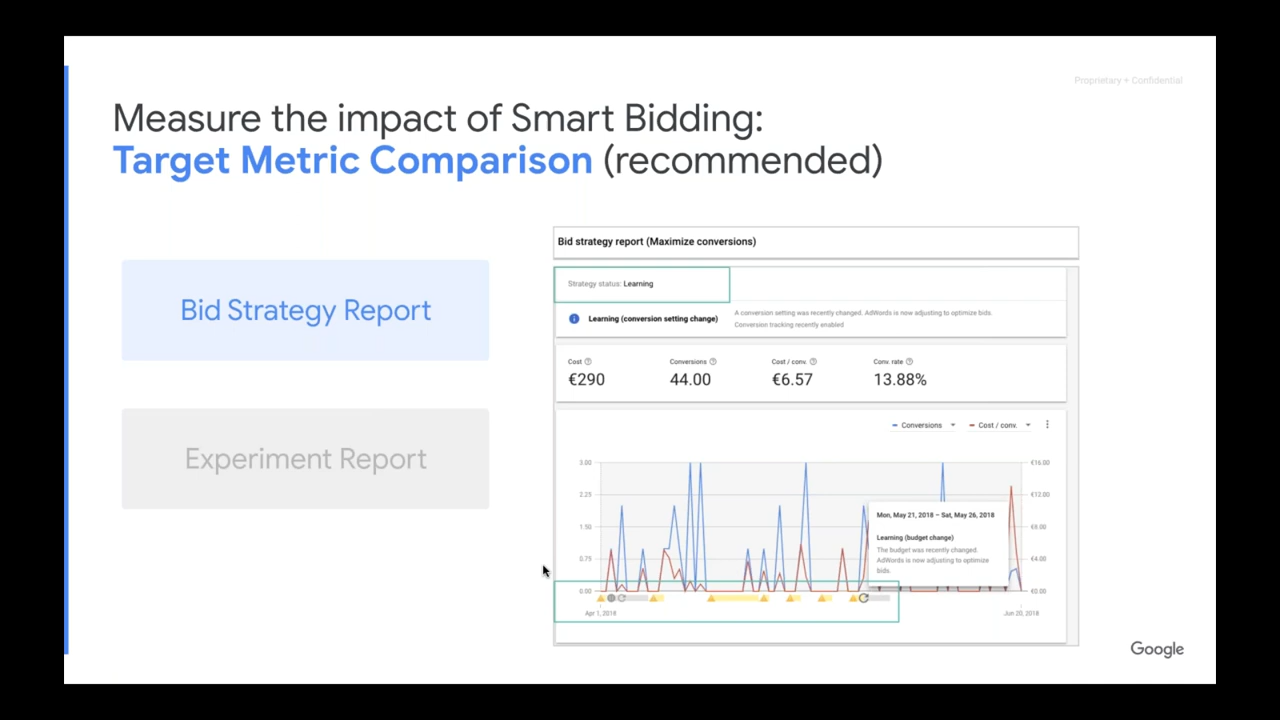 Proprietary + Confidential
Measure the impact of Smart Bidding:
Target Metric Comparison (recommended)
Bid Strategy Report
Experiment Report
Bid strategy report (Maximize conversions)
Strategy status: Learning
Learning (conversion setting change)
A conversion setting was recently changed. AdWords is now adjusting to optimize bids.
Conversion tracking recently enabled
Cost Conversions Cost / conv. Conv. rate
€290 44.00 €6.57 13.88%
Conversions Cost / conv.
3.00 €16.00
2.25 €12.00
1.50 €8.00
0.75 €4.00
0.00 €0.00
Mon, May 21, 2018 – Sat, May 26, 2018
Learning (budget change)
The budget was recently changed.
AdWords is now adjusting to optimize
bids.
Apr 1, 2018 Jun 20, 2018
Google